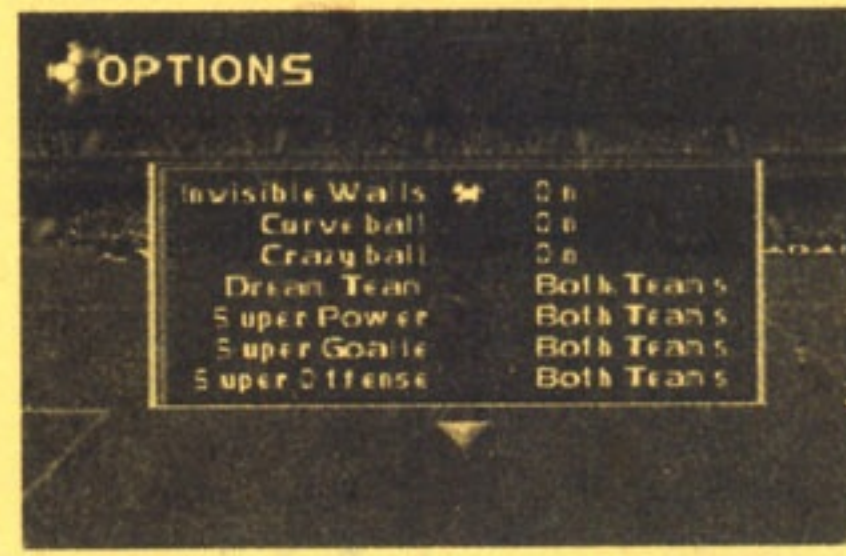 OPTIONS
Invisible Walls On
Curve ball On
Crazy ball On
Dream Team Both Teams
Super Power Both Teams
Super Goalie Both Teams
Super Offense Both Teams